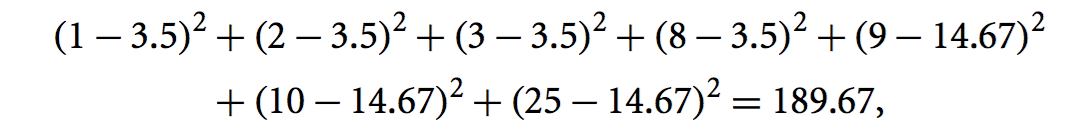 (1 − 3.5)² + (2 − 3.5)² + (3 − 3.5)² + (8 − 3.5)² + (9 − 14.67)²
+ (10 − 14.67)² + (25 − 14.67)² = 189.67,